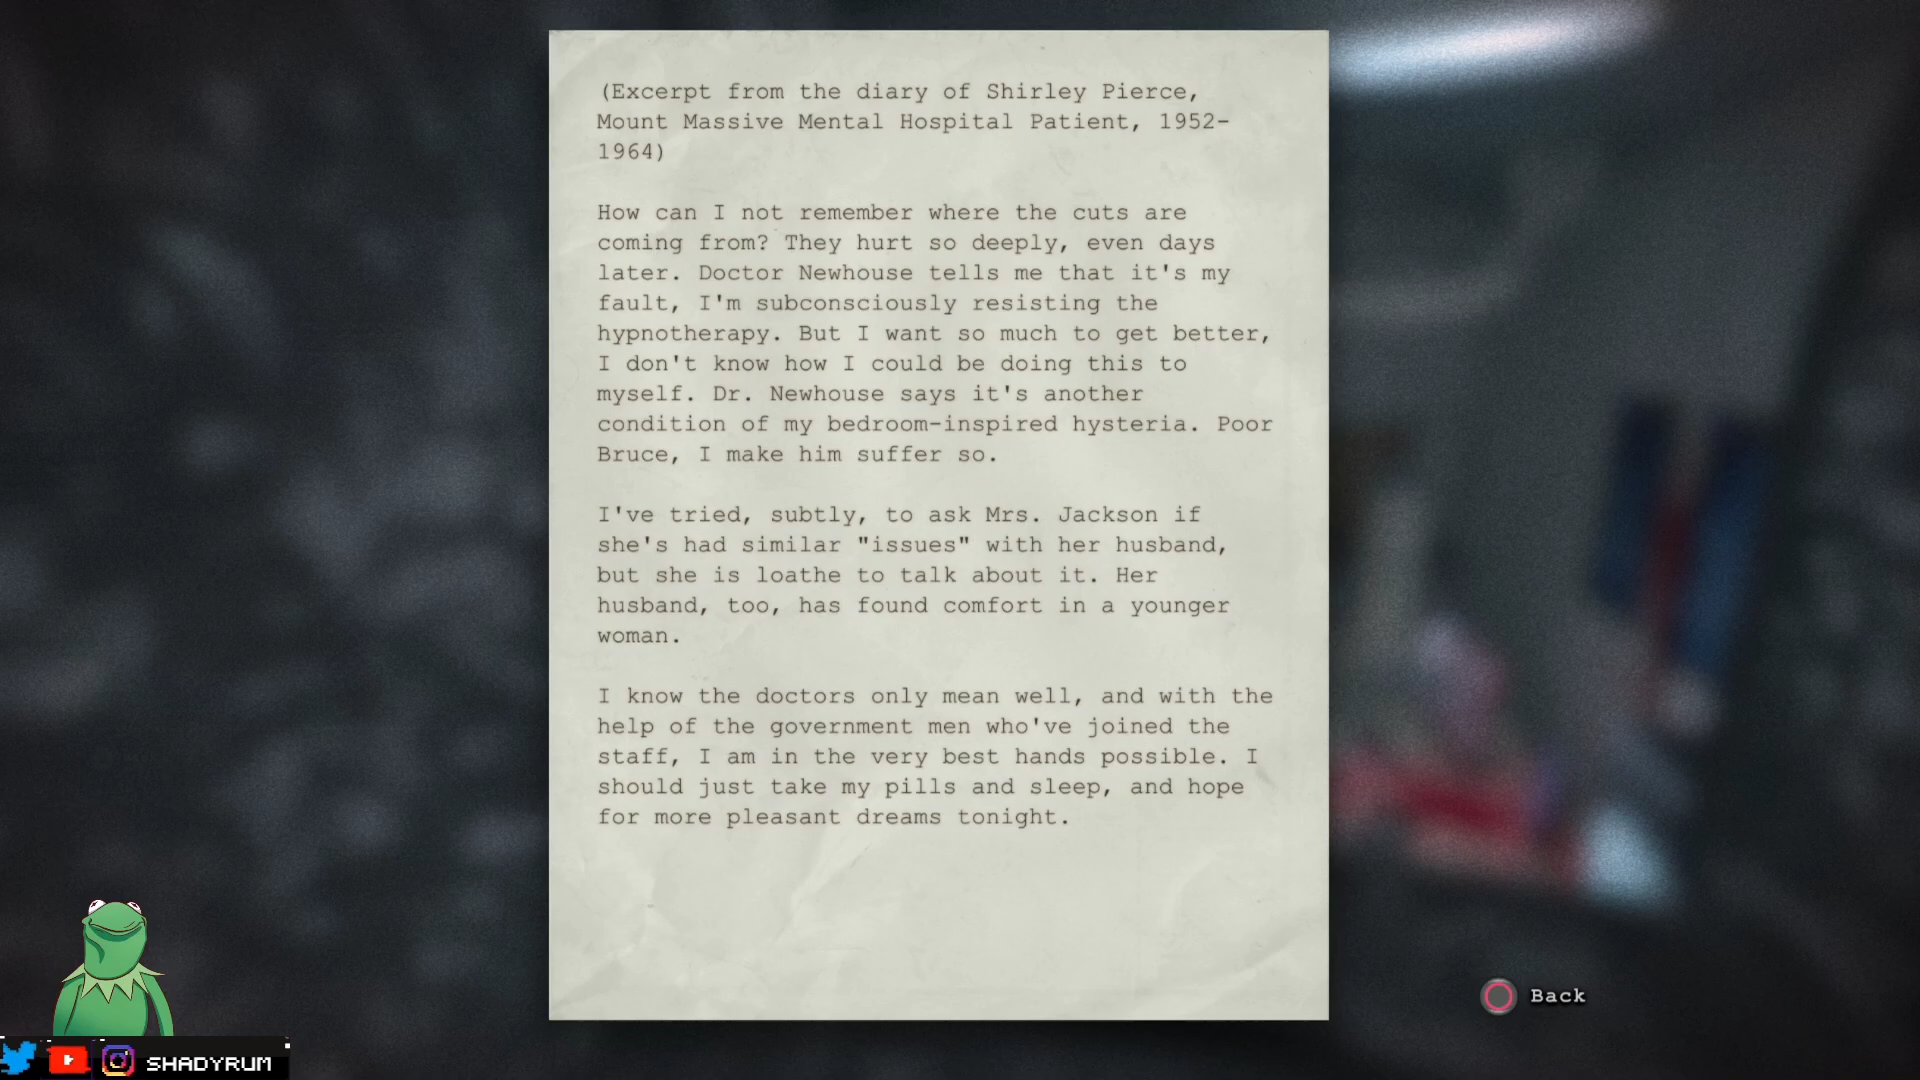 (Excerpt from the diary of Shirley Pierce,
Mount Massive Mental Hospital Patient, 1952-
1964)
How can I not remember where the cuts are
coming from? They hurt so deeply, even days
later. Doctor Newhouse tells me that it's my
fault, I'm subconsciously resisting the
hypnotherapy. But I want so much to get better,
I don't know how I could be doing this to
myself. Dr. Newhouse says it's another
condition of my bedroom-inspired hysteria. Poor
Bruce, I make him suffer so.
I've tried, subtly, to ask Mrs. Jackson if
she's had similar "issues" with her husband,
but she is loathe to talk about it. Her
husband, too, has found comfort in a younger
woman.
I know the doctors only mean well, and with the
help of the government men who've joined the
staff, I am in the very best hands possible. I
should just take my pills and sleep, and hope
for more pleasant dreams tonight.
Back
SHADYRUM